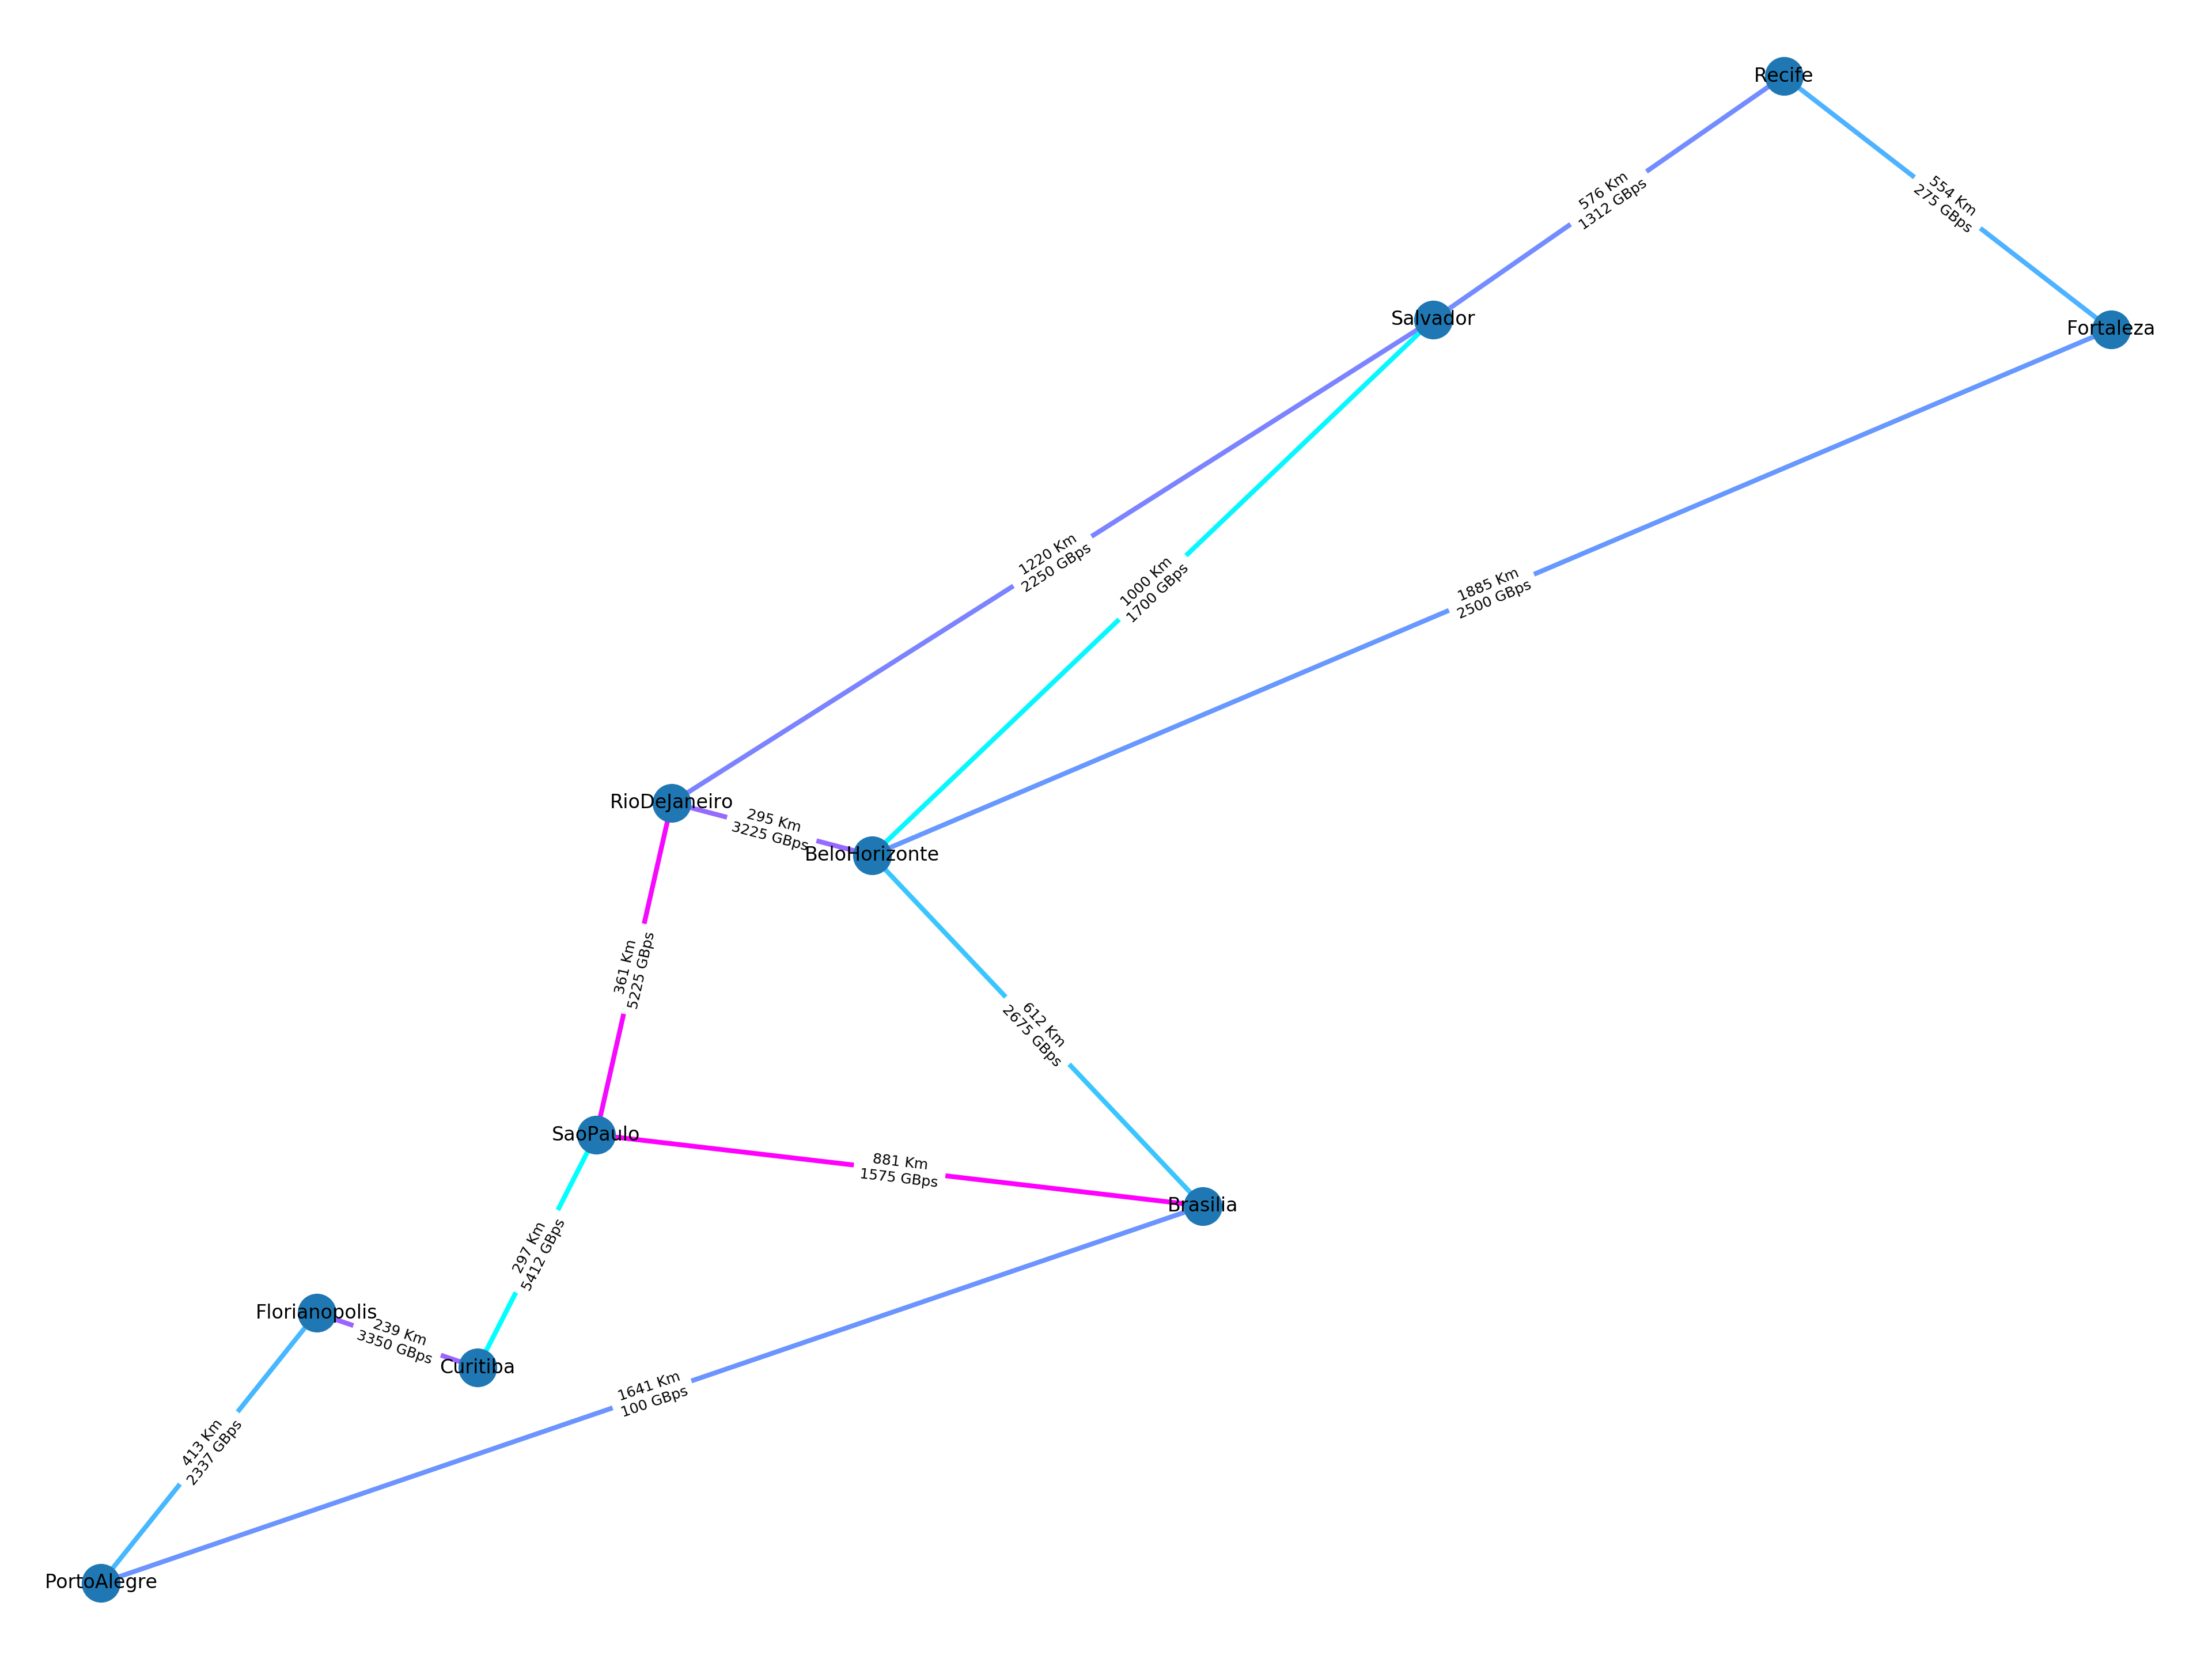 Recife
554 Km
275 GBps
576 Km
1312 GBps
Salvador
Fortaleza
1220 Km
2250 GBps
1000 Km
1700 GBps
1885 Km
2500 GBps
RioDeJaneiro
295 Km
3225 GBps
BeloHorizonte
361 Km
5225 GBps
612 Km
2675 GBps
SaoPaulo
881 Km
1575 GBps
Brasilia
297 Km
5412 GBps
Florianopolis
239 Km
3350 GBps
Curitiba
1641 Km
100 GBps
413 Km
2337 GBps
PortoAlegre